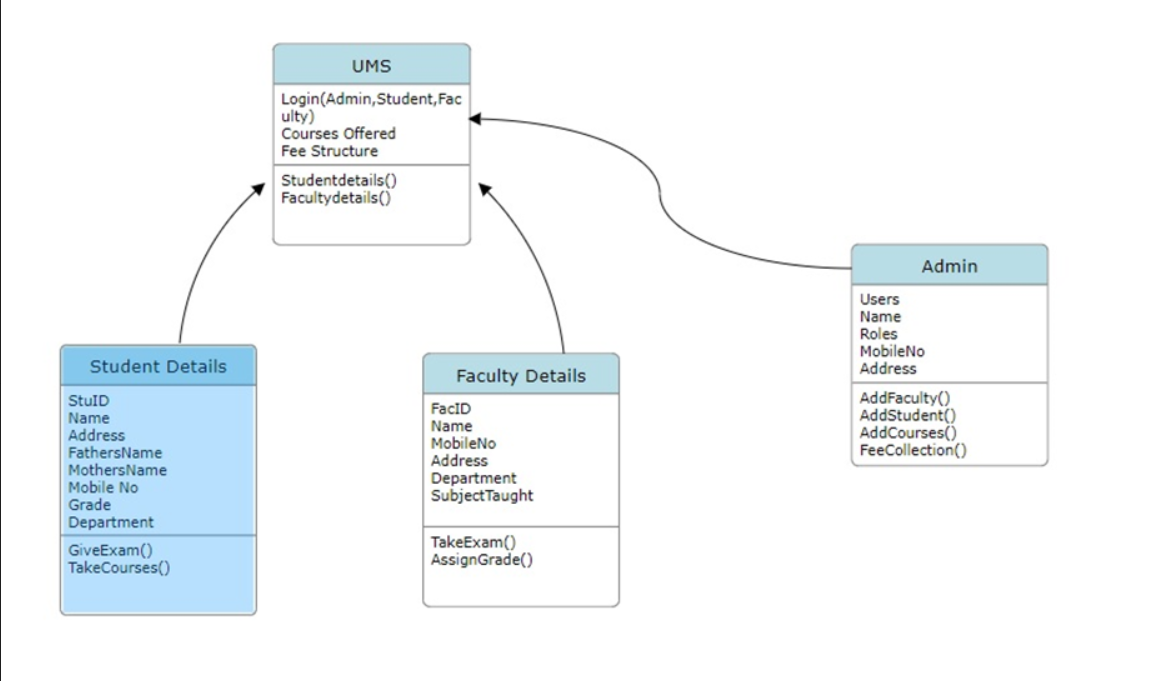 UMS
Login(Admin,Student,Fac
ulty)
Courses Offered
Fee Structure
Studentdetails()
Facultydetails()
Admin
Users
Name
Roles
MobileNo
Address
AddFaculty()
AddStudent()
AddCourses()
FeeCollection()
Student Details
StuID
Name
Address
FathersName
MothersName
Mobile No
Grade
Department
GiveExam()
TakeCourses()
Faculty Details
FacID
Name
MobileNo
Address
Department
SubjectTaught
TakeExam()
AssignGrade()